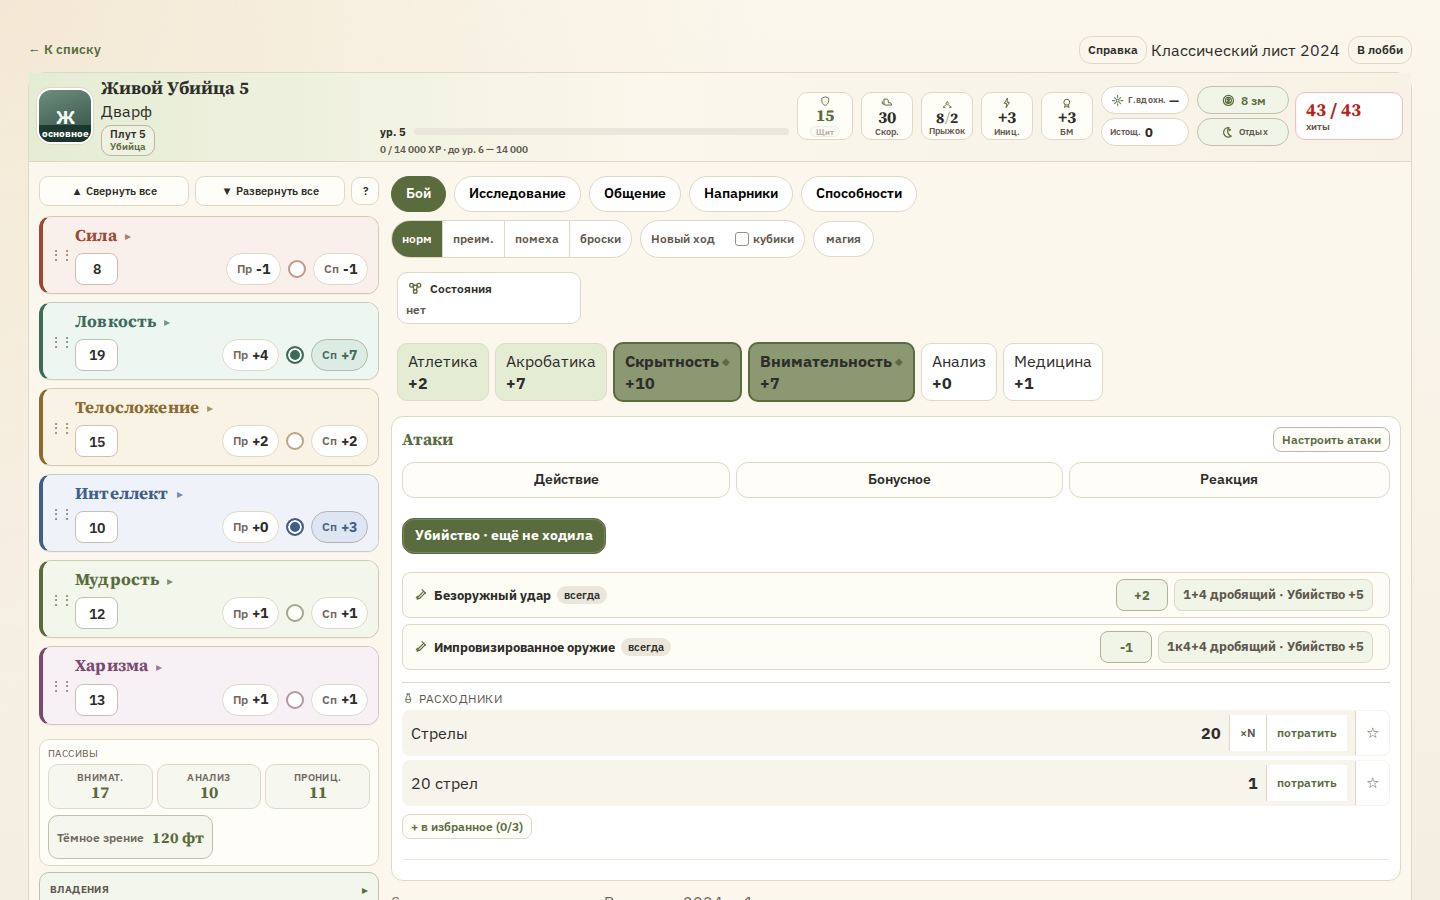 ← К списку
Справка Классический лист 2024 В лобби
Ж
основное
Живой Убийца 5
Дварф
Плут 5
Убийца
ур. 5
0 / 14 000 XP · до ур. 6 — 14 000
15
Щит
30
Скор.
8/2
Прыжок
+3
Иниц.
+3
БМ
Г.вдохн. —
Истощ. 0
8 зм
Отдых
43 / 43
хиты
▲ Свернуть все
▼ Развернуть все
?
Сила ▸
8
Пр -1
Сп -1
Ловкость ▸
19
Пр +4
Сп +7
Телосложение ▸
15
Пр +2
Сп +2
Интеллект ▸
10
Пр +0
Сп +3
Мудрость ▸
12
Пр +1
Сп +1
Харизма ▸
13
Пр +1
Сп +1
ПАССИВЫ
ВНИМАТ.
17
АНАЛИЗ
10
ПРОНИЦ.
11
Тёмное зрение 120 фт
ВЛАДЕНИЯ ▸
Бой
Исследование
Общение
Напарники
Способности
норм
преим.
помеха
броски
Новый ход
кубики
магия
Состояния
нет
Атлетика
+2
Акробатика
+7
Скрытность ◆
+10
Внимательность ◆
+7
Анализ
+0
Медицина
+1
Атаки
Настроить атаки
Действие
Бонусное
Реакция
Убийство · ещё не ходила
Безоружный удар всегда
+2
1+4 дробящий · Убийство +5
Импровизированное оружие всегда
-1
1к4+4 дробящий · Убийство +5
РАСХОДНИКИ
Стрелы 20 ×N потратить ☆
20 стрел 1 потратить ☆
+ в избранное (0/3)